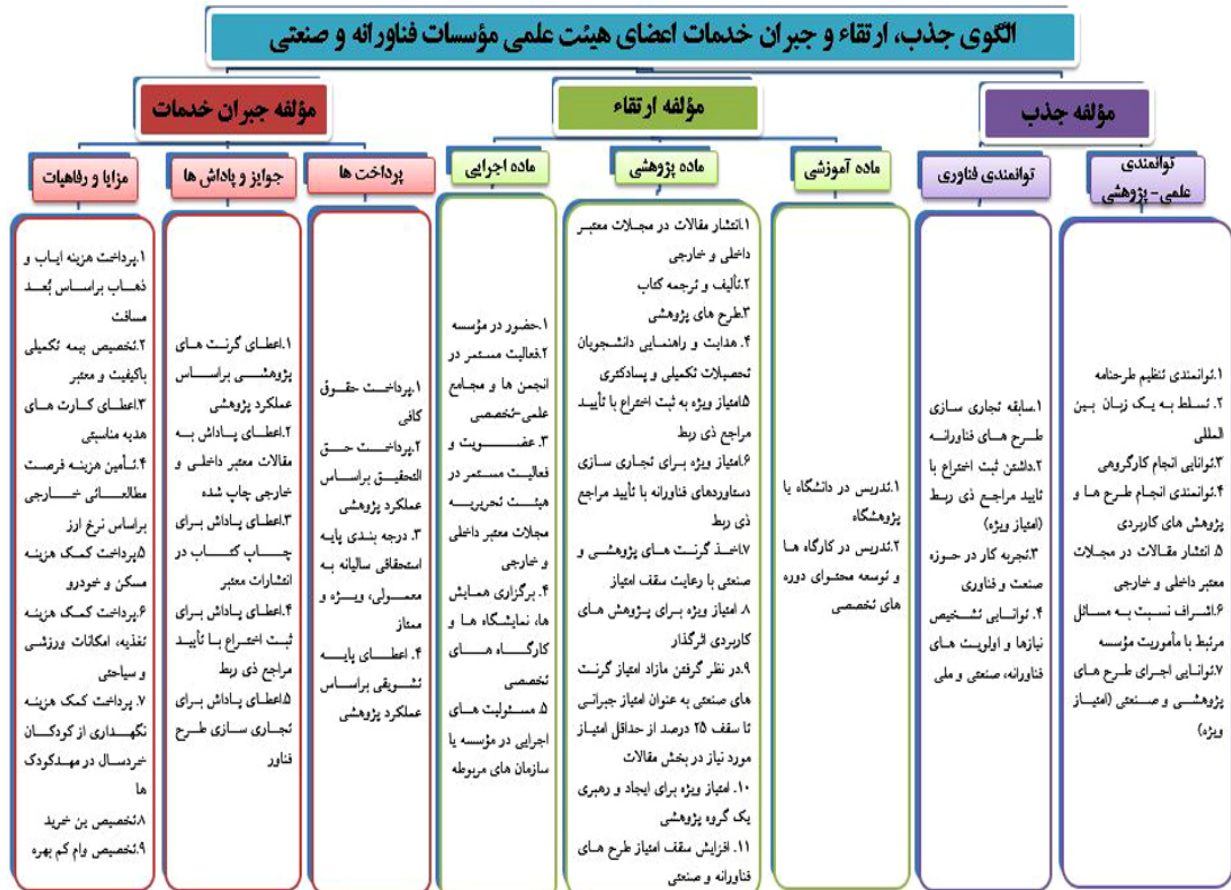 الگوی جذب، ارتقاء و جبران خدمات اعضای هیئت علمی مؤسسات فناورانه و صنعتی
مؤلفه جذب
توانمندی
علمی- پژوهشی
۱.توانمندی تنظیم طرحنامه
۲. تسلط به یک زبان بین
المللی
۳.توانایی انجام کارگروهی
۴.توانمندی انجام طرح ها و
پژوهش های کاربردی
۵. انتشار مقالات در مجلات
معتبر داخلی و خارجی
۶.اشراف نسبت به مسائل
مرتبط با مأموریت مؤسسه
۷.توانایی اجرای طرح های
پژوهشی و صنعتی (امتیاز
ویژه)
توانمندی فناوری
۱.سابقه تجاری سازی
طرح های فناورانه
۲.داشتن ثبت اختراع با
تایید مراجع ذی ربط
(امتیاز ویژه)
۳.تجربه کار در حوزه
صنعت و فناوری
۴. توانایی تشخیص
نیازها و اولویت های
فناورانه، صنعتی و ملی
مؤلفه ارتقاء
ماده آموزشی
۱.تدریس در دانشگاه یا
پژوهشگاه
۲.تدریس در کارگاه ها
و توسعه محتوای دوره
های تخصصی
ماده پژوهشی
۱.انتشار مقالات در مجلات معتبر
داخلی و خارجی
۲.تألیف و ترجمه کتاب
۳.طرح های پژوهشی
۴. هدایت و راهنمایی دانشجویان
تحصیلات تکمیلی و پسادکتری
۵.امتیاز ویژه به ثبت اختراع با تأیید
مراجع ذی ربط
۶.امتیاز ویژه برای تجاری سازی
دستاوردهای فناورانه با تأیید مراجع
ذی ربط
۷.اخذ گرنت های پژوهشی و
صنعتی با رعایت سقف امتیاز
۸. امتیاز ویژه برای پژوهش های
کاربردی اثرگذار
۹.در نظر گرفتن مازاد امتیاز گرنت
های صنعتی به عنوان امتیاز جبرانی
تا سقف ۲۵ درصد از حداقل امتیاز
مورد نیاز در بخش مقالات
۱۰. امتیاز ویژه برای ایجاد و رهبری
یک گروه پژوهشی
۱۱. افزایش سقف امتیاز طرح های
فناورانه و صنعتی
ماده اجرایی
۱.حضور در مؤسسه
۲.فعالیت مستمر در
انجمن ها و مجامع
علمی-تخصصی
۳. عضویت و
فعالیت مستمر در
هیئت تحریریه
مجلات معتبر داخلی
و خارجی
۴. برگزاری همایش
ها، نمایشگاه ها و
کارگاه های
تخصصی
۵. مسئولیت های
اجرایی در مؤسسه یا
سازمان های مربوطه
مؤلفه جبران خدمات
پرداخت ها
۱.پرداخت حقوق
کافی
۲.پرداخت حق
التحقیق براساس
عملکرد پژوهشی
۳. درجه بندی پایه
استحقاقی سالیانه به
معمولی، ویژه و
ممتاز
۴. اعطای پایه
تشویقی براساس
عملکرد پژوهشی
جوایز و پاداش ها
۱.اعطای گرنت های
پژوهشی براساس
عملکرد پژوهشی
۲.اعطای پاداش به
مقالات معتبر داخلی و
خارجی چاپ شده
۳.اعطای پاداش برای
چاپ کتاب در
انتشارات معتبر
۴.اعطای پاداش برای
ثبت اختراع با تأیید
مراجع ذی ربط
۵.اعطای پاداش برای
تجاری سازی طرح
فناور
مزایا و رفاهیات
۱.پرداخت هزینه ایاب و
ذهاب براساس بُعد
مسافت
۲.تخصیص بیمه تکمیلی
باکیفیت و معتبر
۳.اعطای کارت های
هدیه مناسبتی
۴.تأمین هزینه فرصت
مطالعاتی خارجی
براساس نرخ ارز
۵.پرداخت کمک هزینه
مسکن و خودرو
۶.پرداخت کمک هزینه
تغذیه، امکانات ورزشی
و سیاحتی
۷. پرداخت کمک هزینه
نگهداری از کودکان
خردسال در مهدکودک
ها
۸.تخصیص بن خرید
۹.تخصیص وام کم بهره